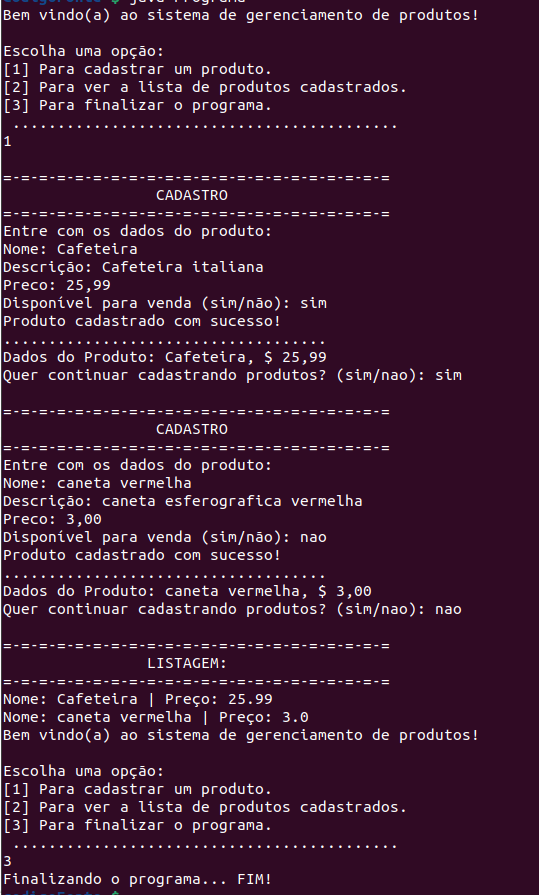 Bem vindo(a) ao sistema de gerenciamento de produtos!
Escolha uma opção:
[1] Para cadastrar um produto.
[2] Para ver a lista de produtos cadastrados.
[3] Para finalizar o programa.
...........................................
1
=-=-=-=-=-=-=-=-=-=-=-=-=-=-=-=-=-=-=-=-=-=
CADASTRO
=-=-=-=-=-=-=-=-=-=-=-=-=-=-=-=-=-=-=-=-=-=
Entre com os dados do produto:
Nome: Cafeteira
Descrição: Cafeteira italiana
Preco: 25,99
Disponível para venda (sim/não): sim
Produto cadastrado com sucesso!
....................................
Dados do Produto: Cafeteira, $ 25,99
Quer continuar cadastrando produtos? (sim/nao): sim
=-=-=-=-=-=-=-=-=-=-=-=-=-=-=-=-=-=-=-=-=-=
CADASTRO
=-=-=-=-=-=-=-=-=-=-=-=-=-=-=-=-=-=-=-=-=-=
Entre com os dados do produto:
Nome: caneta vermelha
Descrição: caneta esferografica vermelha
Preco: 3,00
Disponível para venda (sim/não): nao
Produto cadastrado com sucesso!
....................................
Dados do Produto: caneta vermelha, $ 3,00
Quer continuar cadastrando produtos? (sim/nao): nao
=-=-=-=-=-=-=-=-=-=-=-=-=-=-=-=-=-=-=-=-=-=
LISTAGEM:
=-=-=-=-=-=-=-=-=-=-=-=-=-=-=-=-=-=-=-=-=-=
Nome: Cafeteira | Preço: 25.99
Nome: caneta vermelha | Preço: 3.0
Bem vindo(a) ao sistema de gerenciamento de produtos!
Escolha uma opção:
[1] Para cadastrar um produto.
[2] Para ver a lista de produtos cadastrados.
[3] Para finalizar o programa.
...........................................
3
Finalizando o programa... FIM!